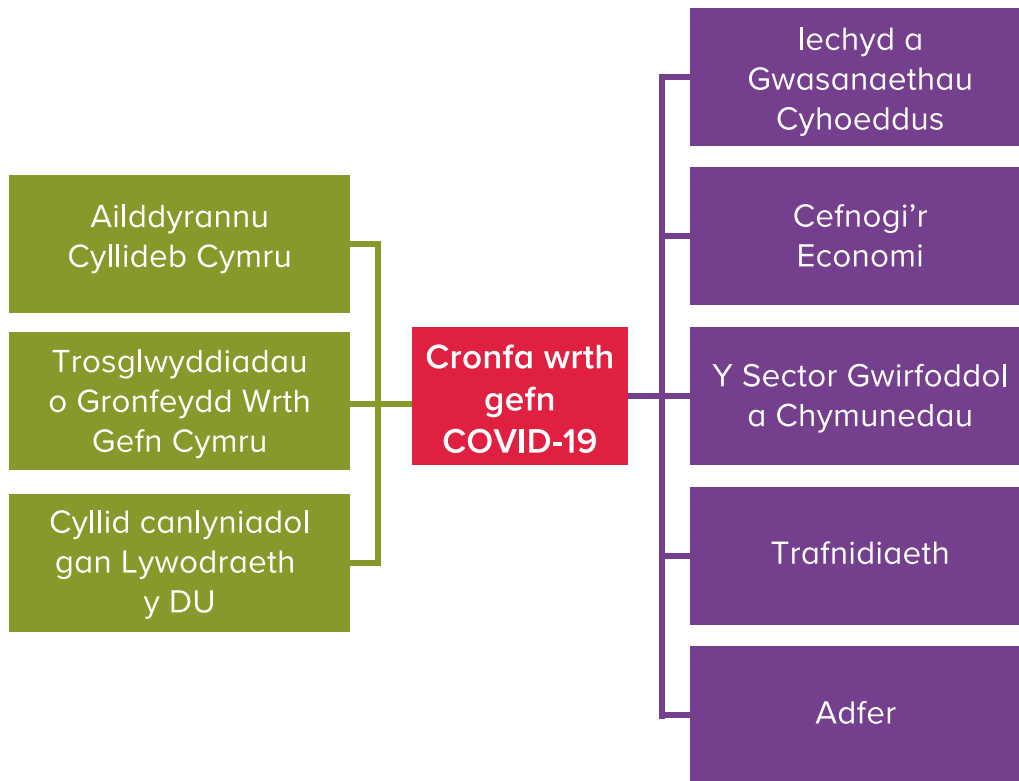 Ailddyrannu
Cyllideb Cymru
Trosglwyddiadau
o Gronfeydd Wrth
Gefn Cymru
Cyllid canlyniadol
gan Lywodraeth
y DU
Cronfa wrth
gefn
COVID-19
Iechyd a
Gwasanaethau
Cyhoeddus
Cefnogi’r
Economi
Y Sector Gwirfoddol
a Chymunedau
Trafnidiaeth
Adfer